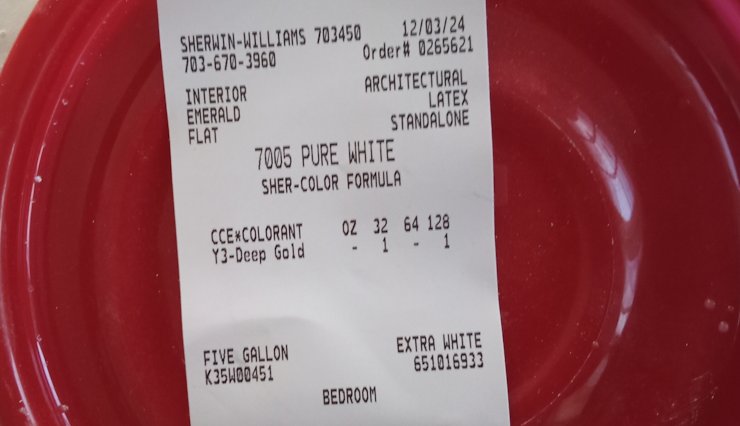 SHERWIN-WILLIAMS 703450 12/03/24
703-670-3960 Order# 0265621
INTERIOR ARCHITECTURAL
EMERALD LATEX
FLAT STANDALONE
7005 PURE WHITE
SHER-COLOR FORMULA
CCE*COLORANT OZ 32 64 128
Y3-Deep Gold - 1 - 1
FIVE GALLON EXTRA WHITE
K35W00451 651016933
BEDROOM